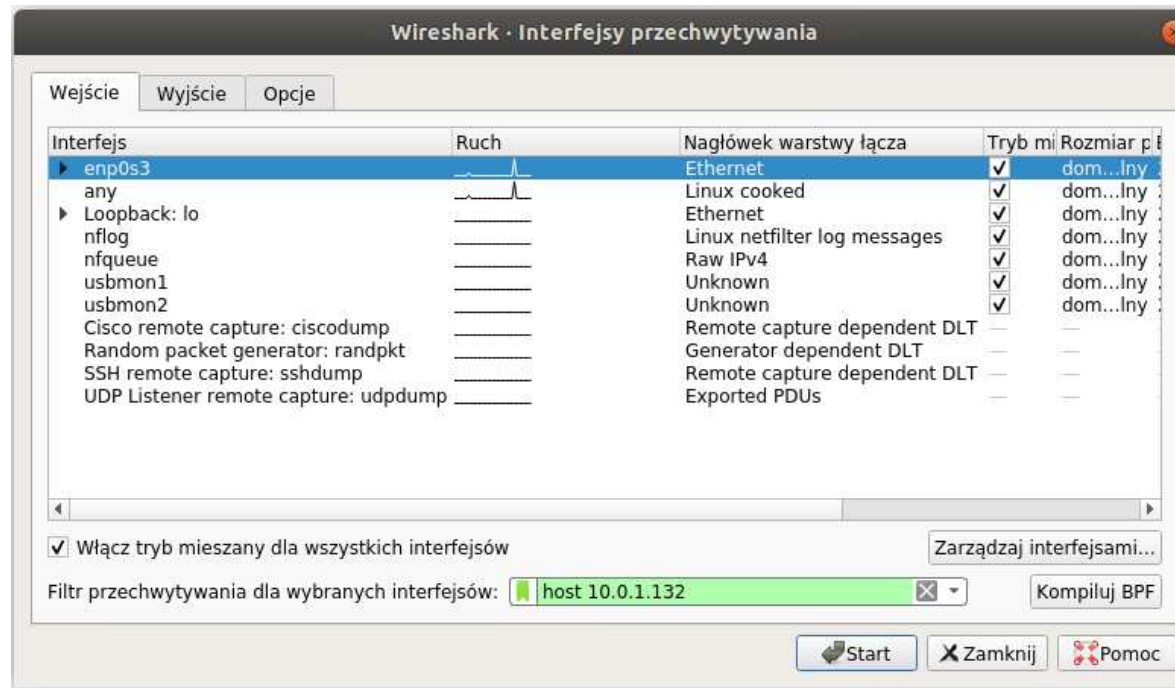 Wireshark · Interfejsy przechwytywania
Wejście Wyjście Opcje
Interfejs Ruch Nagłówek warstwy łącza Tryb mi Rozmiar p
enp0s3 Ethernet dom...lny
any Linux cooked dom...lny
Loopback: lo Ethernet dom...lny
nflog Linux netfilter log messages dom...lny
nfqueue Raw IPv4 dom...lny
usbmon1 Unknown dom...lny
usbmon2 Unknown dom...lny
Cisco remote capture: ciscodump Remote capture dependent DLT — —
Random packet generator: randpkt Generator dependent DLT — —
SSH remote capture: sshdump Remote capture dependent DLT — —
UDP Listener remote capture: udpdump Exported PDUs — —
Włącz tryb mieszany dla wszystkich interfejsów Zarządzaj interfejsami...
Filtr przechwytywania dla wybranych interfejsów: host 10.0.1.132 Kompiluj BPF
Start Zamknij Pomoc